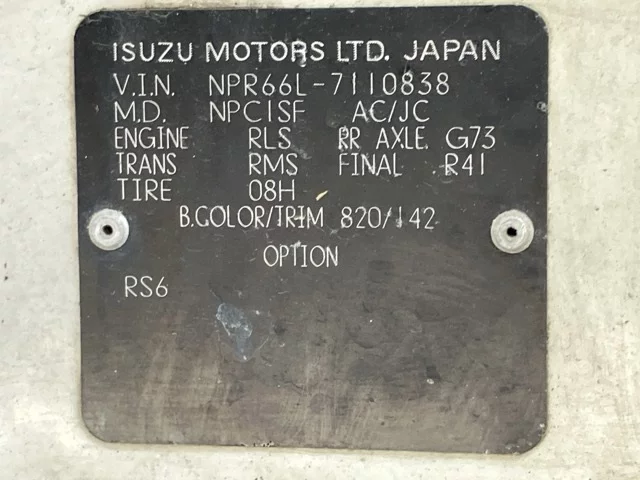 ISUZU MOTORS LTD. JAPAN
V.I.N. NPR66L-7110838
M.D. NPC1SF AC/JC
ENGINE RLS RR AXLE. G73
TRANS RMS FINAL R41
TIRE 08H
B.COLOR/TRIM 820/142
OPTION
RS6